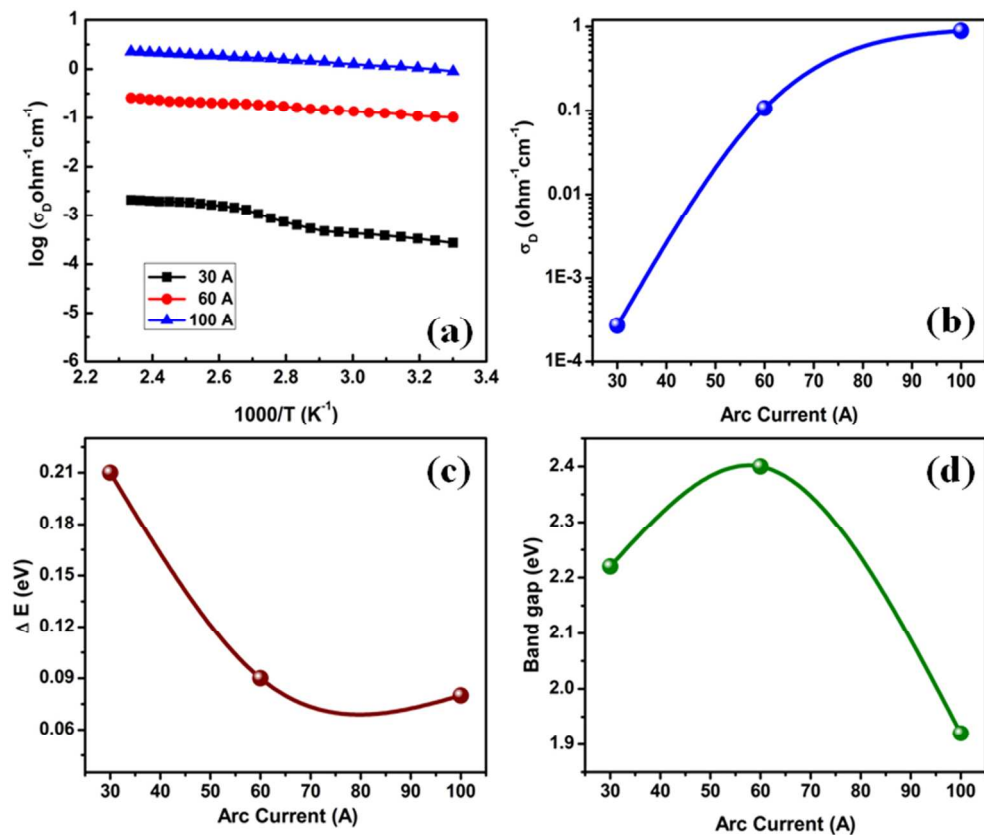 1
0
-1
-2
-3
-4
-5
-6
log (σD ohm-1cm-1)
30 A
60 A
100 A
(a)
2.2 2.4 2.6 2.8 3.0 3.2 3.4
1000/T (K-1)
1
0.1
0.01
1E-3
1E-4
σD (ohm-1cm-1)
(b)
30 40 50 60 70 80 90 100
Arc Current (A)
0.21
0.18
0.15
0.12
0.09
0.06
Δ E (eV)
(c)
30 40 50 60 70 80 90 100
Arc Current (A)
2.4
2.3
2.2
2.1
2.0
1.9
Band gap (eV)
(d)
30 40 50 60 70 80 90 100
Arc Current (A)